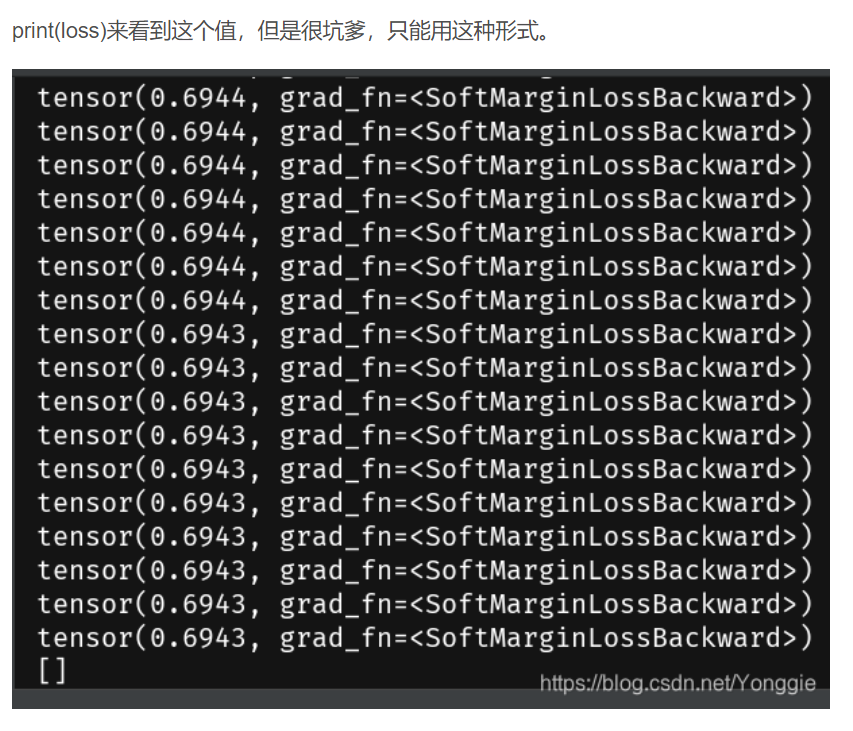 print(loss)来看到这个值，但是很坑爹，只能用这种形式。
tensor(0.6944, grad_fn=<SoftMarginLossBackward>)
tensor(0.6944, grad_fn=<SoftMarginLossBackward>)
tensor(0.6944, grad_fn=<SoftMarginLossBackward>)
tensor(0.6944, grad_fn=<SoftMarginLossBackward>)
tensor(0.6944, grad_fn=<SoftMarginLossBackward>)
tensor(0.6944, grad_fn=<SoftMarginLossBackward>)
tensor(0.6944, grad_fn=<SoftMarginLossBackward>)
tensor(0.6943, grad_fn=<SoftMarginLossBackward>)
tensor(0.6943, grad_fn=<SoftMarginLossBackward>)
tensor(0.6943, grad_fn=<SoftMarginLossBackward>)
tensor(0.6943, grad_fn=<SoftMarginLossBackward>)
tensor(0.6943, grad_fn=<SoftMarginLossBackward>)
tensor(0.6943, grad_fn=<SoftMarginLossBackward>)
tensor(0.6943, grad_fn=<SoftMarginLossBackward>)
tensor(0.6943, grad_fn=<SoftMarginLossBackward>)
tensor(0.6943, grad_fn=<SoftMarginLossBackward>)
tensor(0.6943, grad_fn=<SoftMarginLossBackward>)
[]
https://blog.csdn.net/Yonggie